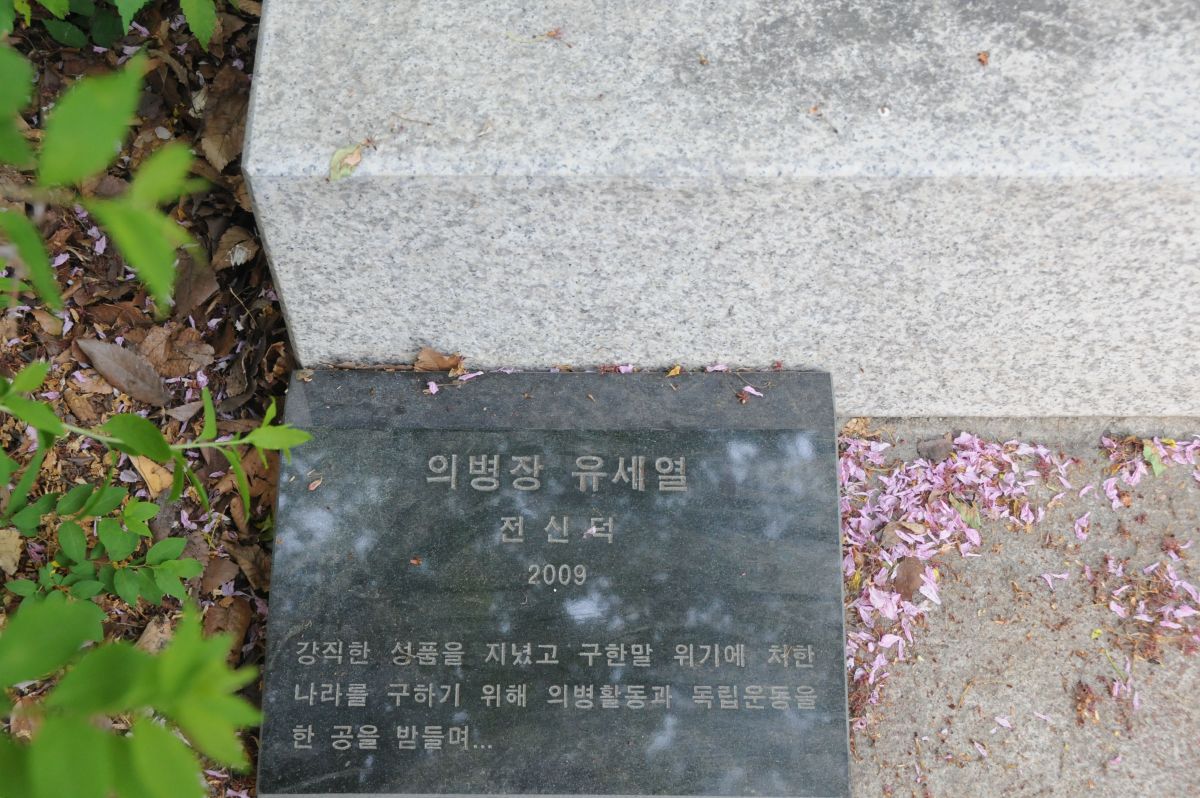 의병장 유세열
전 신 덕
2009
강직한 성품을 지녔고 구한말 위기에 처한
나라를 구하기 위해 의병활동과 독립운동을
한 공을 받들며...